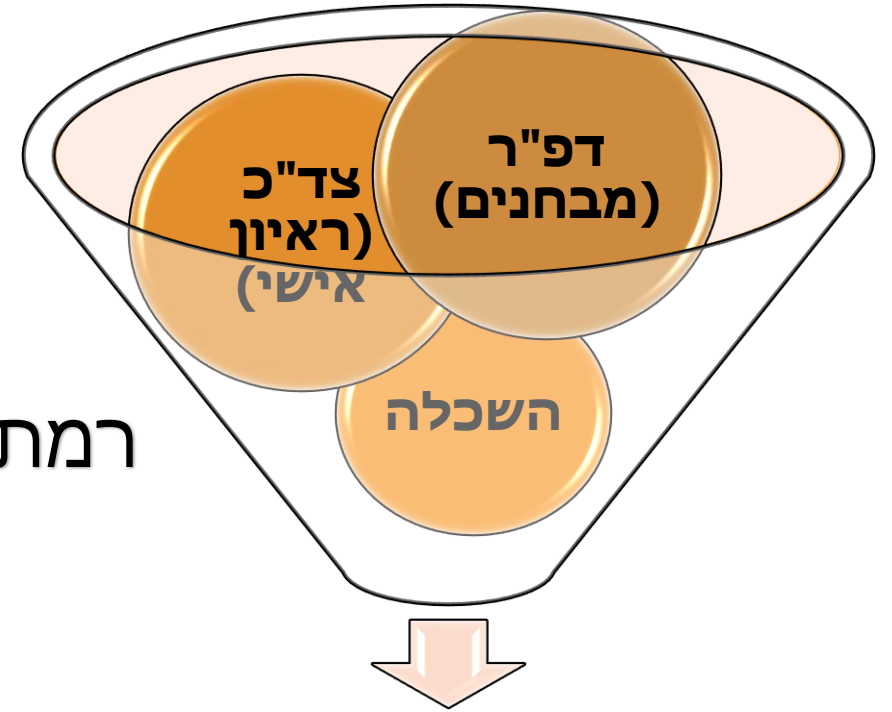 דפ"ר
(מבחנים)
צד"כ
(ראיון
אישי)
השכלה
רמת